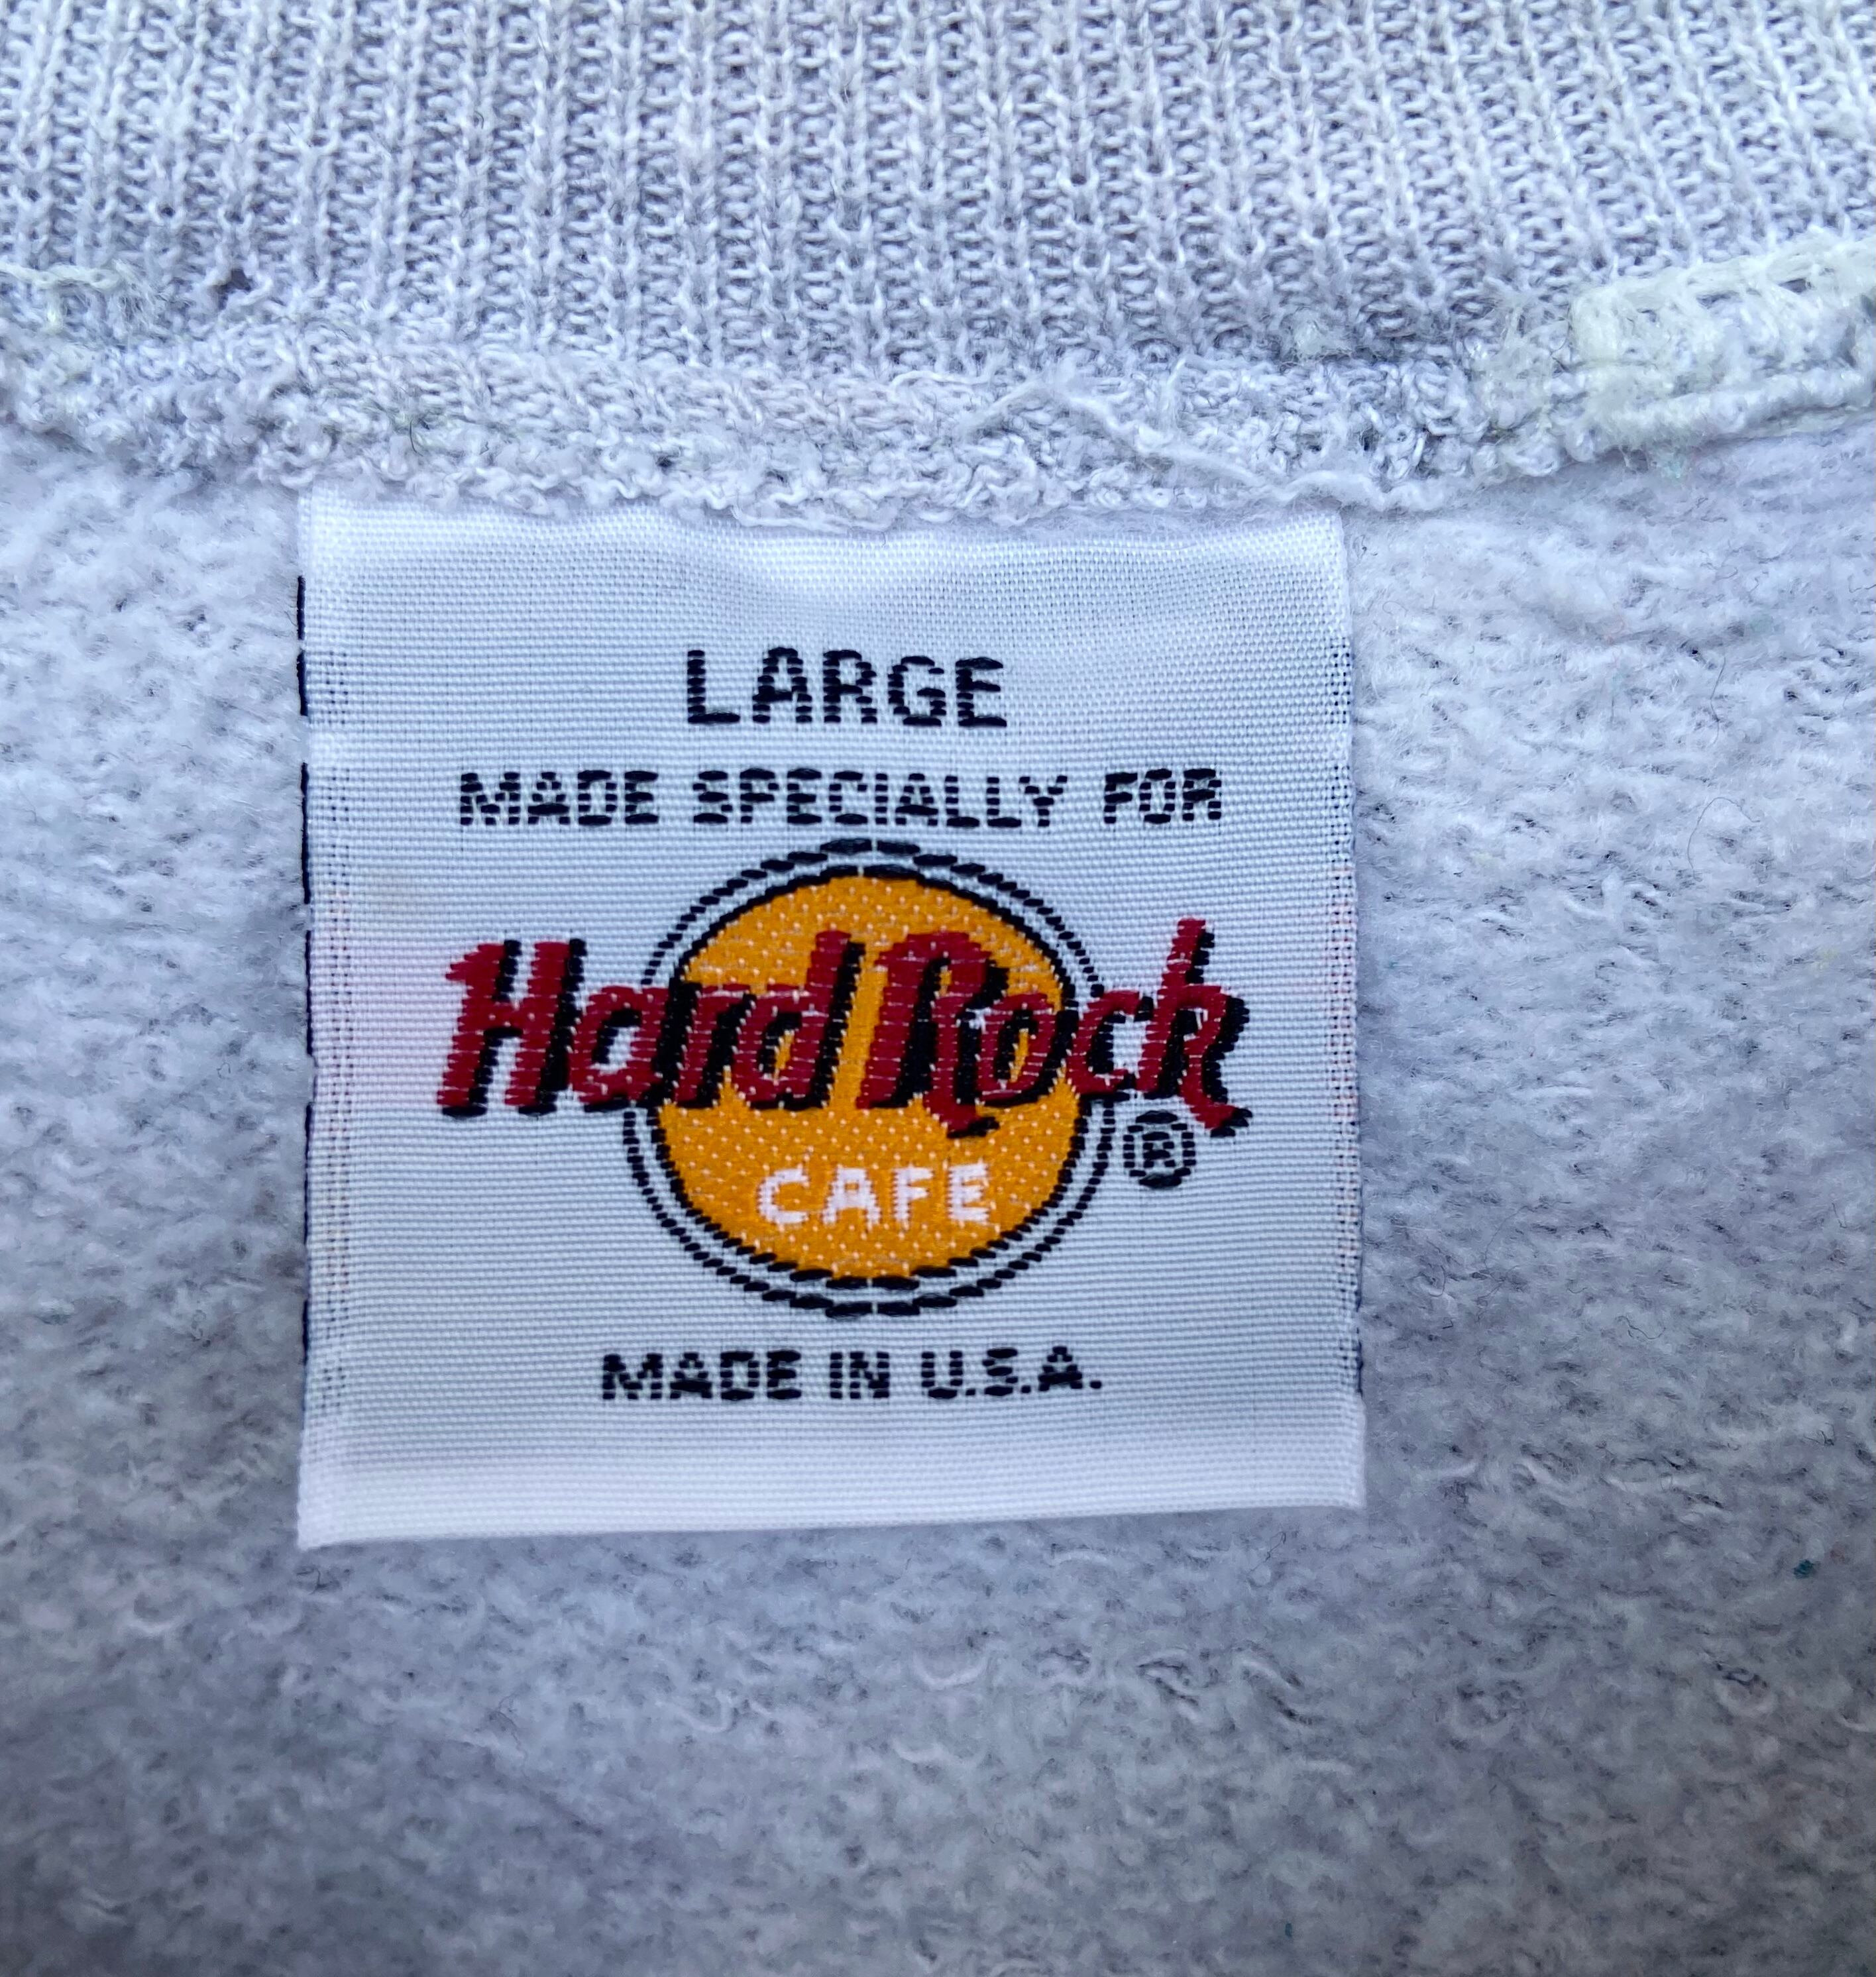 LARGE
MADE SPECIALLY FOR
Hard Rock
®
CAFE
MADE IN U.S.A.